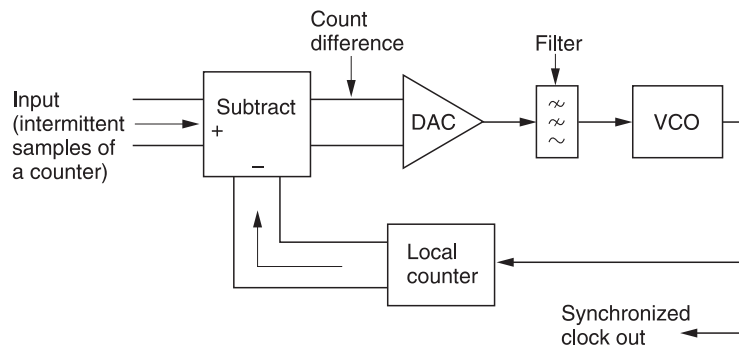 Count
difference
Filter
Input
(intermittent
samples of
a counter)
Subtract
+
−
DAC
VCO
Local
counter
Synchronized
clock out